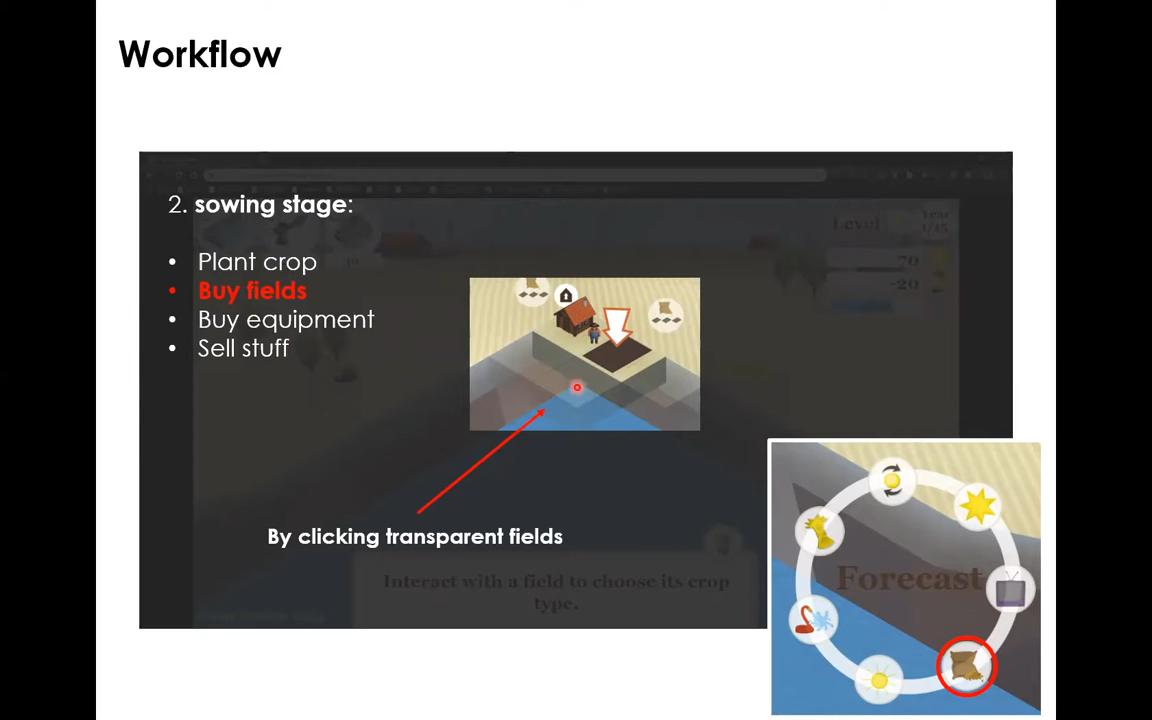 Workflow
2. sowing stage:
• Plant crop
• Buy fields
• Buy equipment
• Sell stuff
By clicking transparent fields
Level
Year
1/45
70
-20
Interact with a field to choose its crop
type.
Forecast